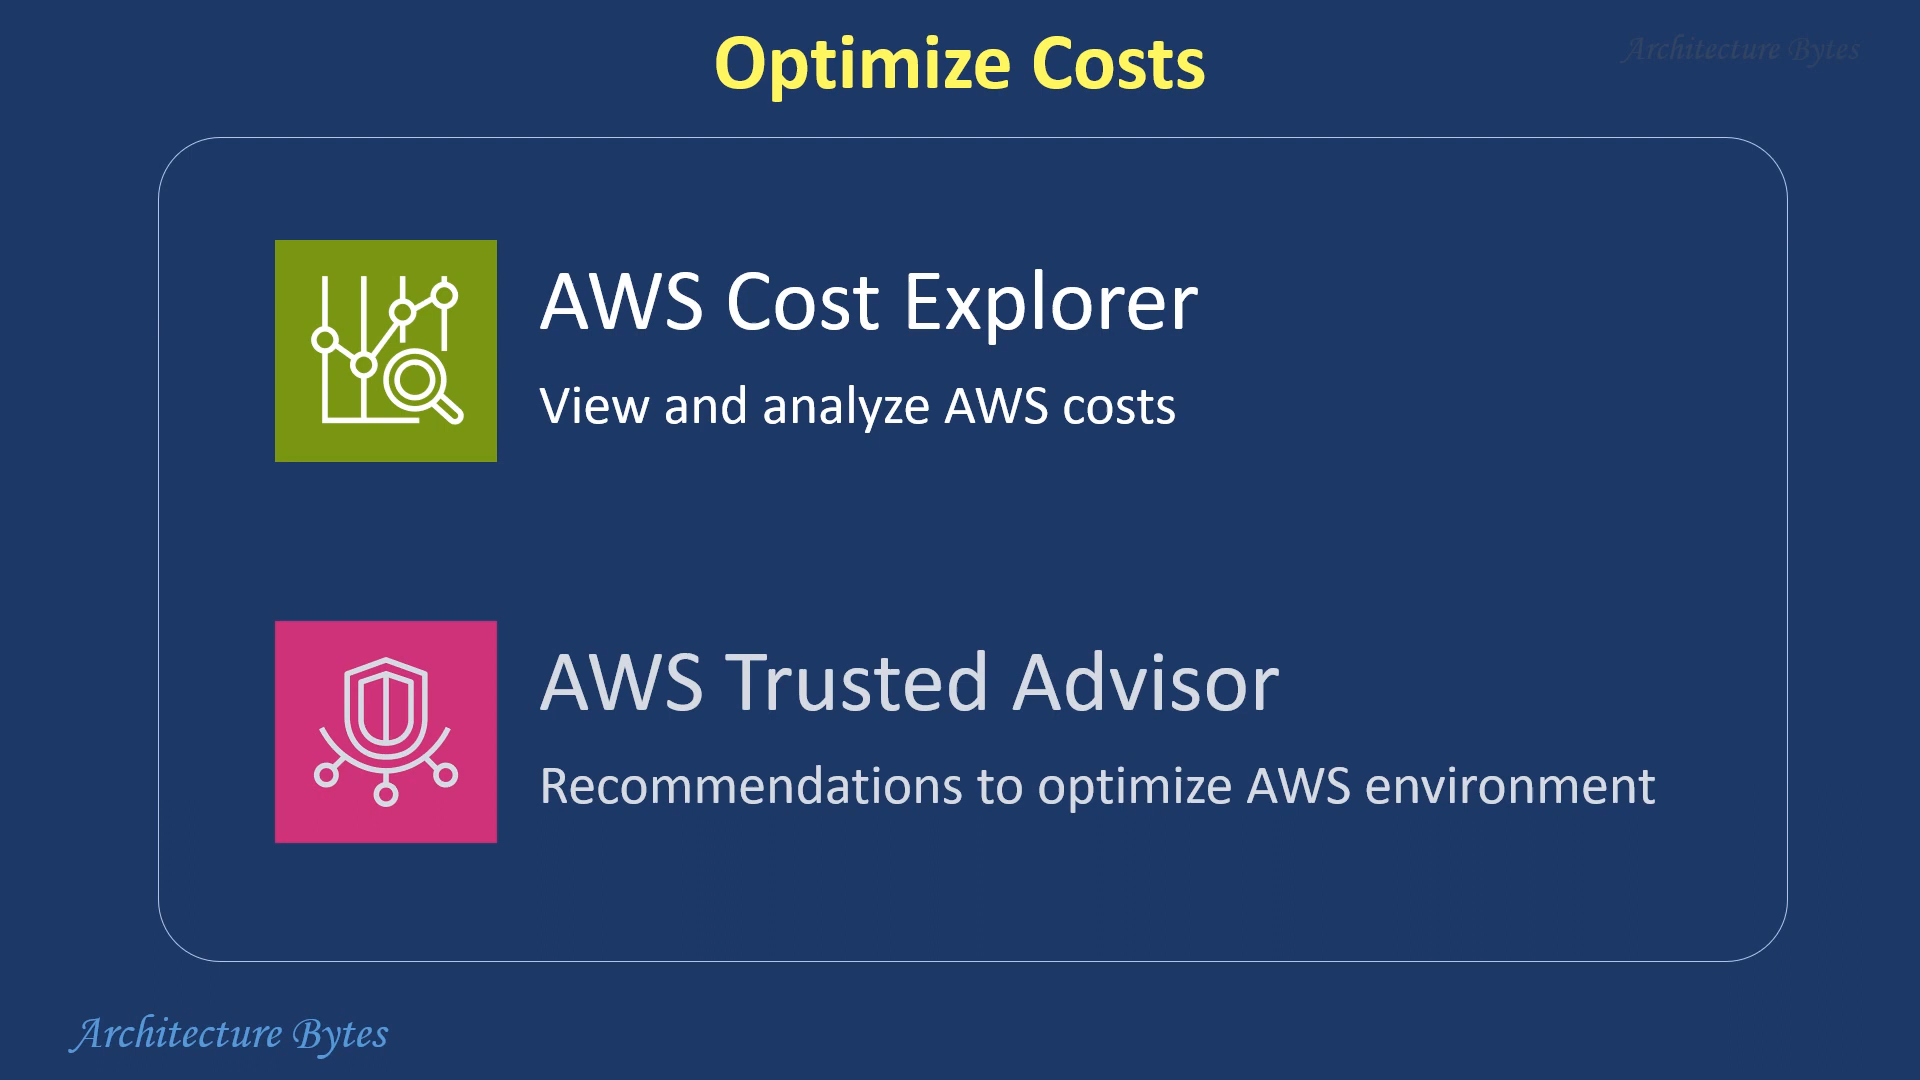 Optimize Costs
Architecture Bytes
AWS Cost Explorer
View and analyze AWS costs
AWS Trusted Advisor
Recommendations to optimize AWS environment
Architecture Bytes